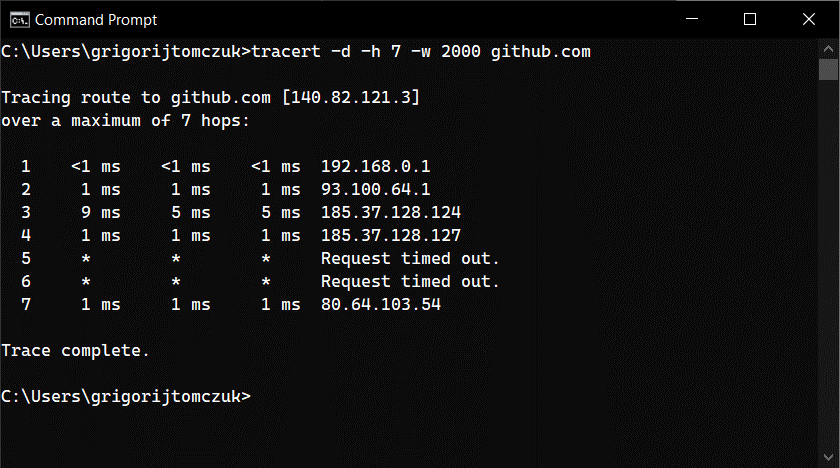 Command Prompt
C:\Users\grigorijtomczuk>tracert -d -h 7 -w 2000 github.com
Tracing route to github.com [140.82.121.3]
over a maximum of 7 hops:
1 <1 ms <1 ms <1 ms 192.168.0.1
2 1 ms 1 ms 1 ms 93.100.64.1
3 9 ms 5 ms 5 ms 185.37.128.124
4 1 ms 1 ms 1 ms 185.37.128.127
5 * * * Request timed out.
6 * * * Request timed out.
7 1 ms 1 ms 1 ms 80.64.103.54
Trace complete.
C:\Users\grigorijtomczuk>